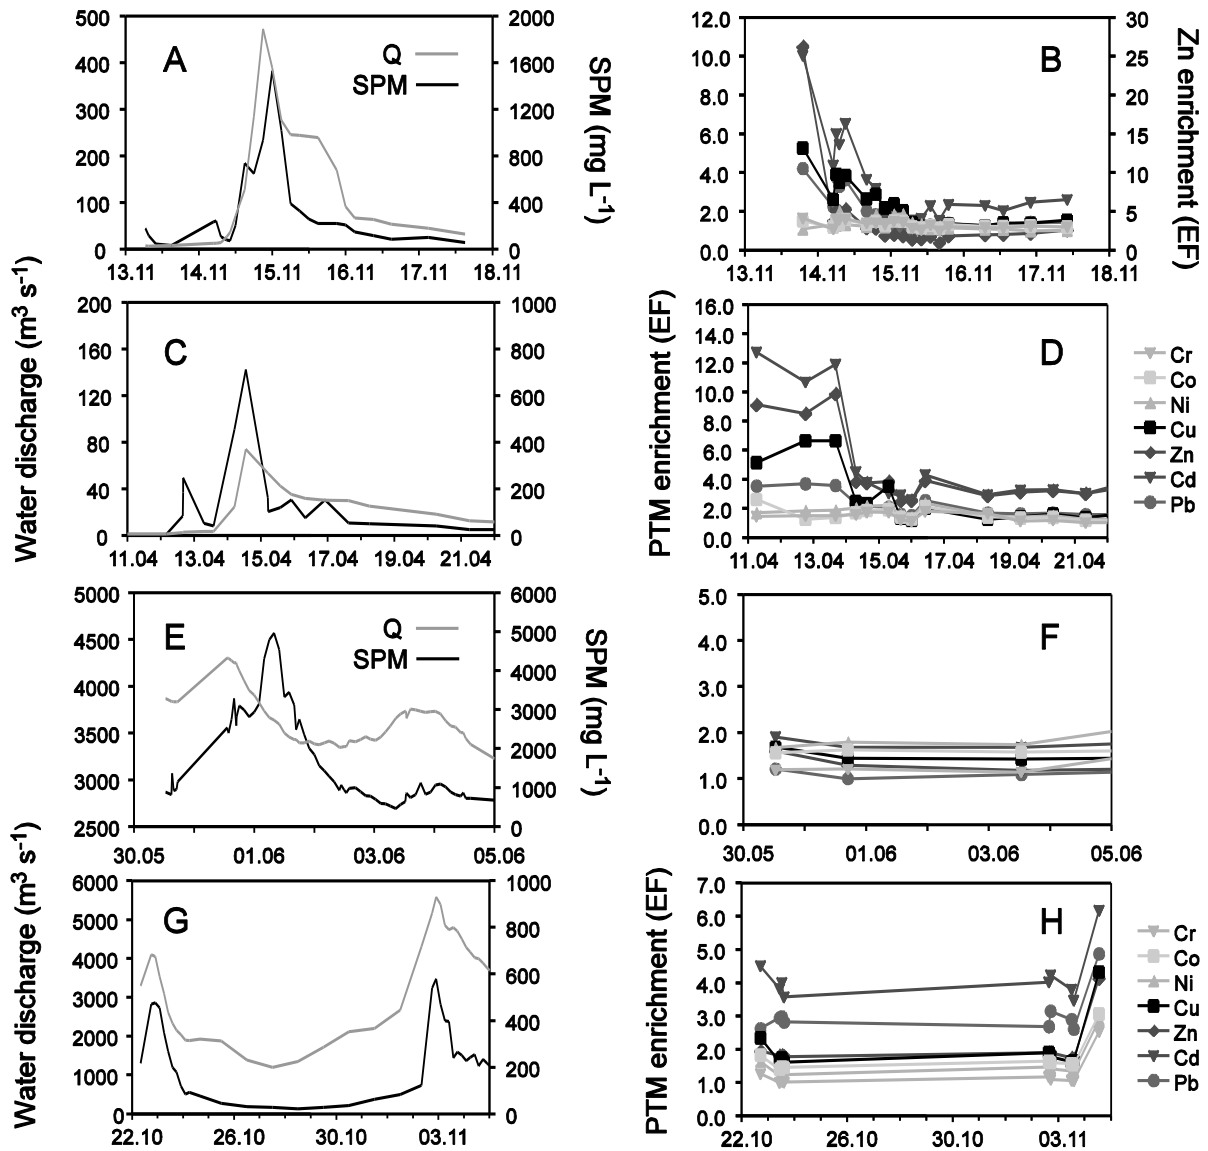 500
400
300
200
100
0
A
Q
SPM
2000
1600
1200
800
400
0
SPM (mg L-1)
13.11 14.11 15.11 16.11 17.11 18.11
12.0
10.0
8.0
6.0
4.0
2.0
0.0
B
30
25
20
15
10
5
0
Zn enrichment (EF)
13.11 14.11 15.11 16.11 17.11 18.11
Water discharge (m3 s-1)
200
160
120
80
40
0
C
1000
800
600
400
200
0
11.04 13.04 15.04 17.04 19.04 21.04
PTM enrichment (EF)
16.0
14.0
12.0
10.0
8.0
6.0
4.0
2.0
0.0
D
11.04 13.04 15.04 17.04 19.04 21.04
Cr
Co
Ni
Cu
Zn
Cd
Pb
5000
4500
4000
3500
3000
2500
E
Q
SPM
6000
5000
4000
3000
2000
1000
0
SPM (mg L-1)
30.05 01.06 03.06 05.06
5.0
4.0
3.0
2.0
1.0
0.0
F
30.05 01.06 03.06 05.06
Water discharge (m3 s-1)
6000
5000
4000
3000
2000
1000
0
G
1000
800
600
400
200
0
22.10 26.10 30.10 03.11
PTM enrichment (EF)
7.0
6.0
5.0
4.0
3.0
2.0
1.0
0.0
H
22.10 26.10 30.10 03.11
Cr
Co
Ni
Cu
Zn
Cd
Pb